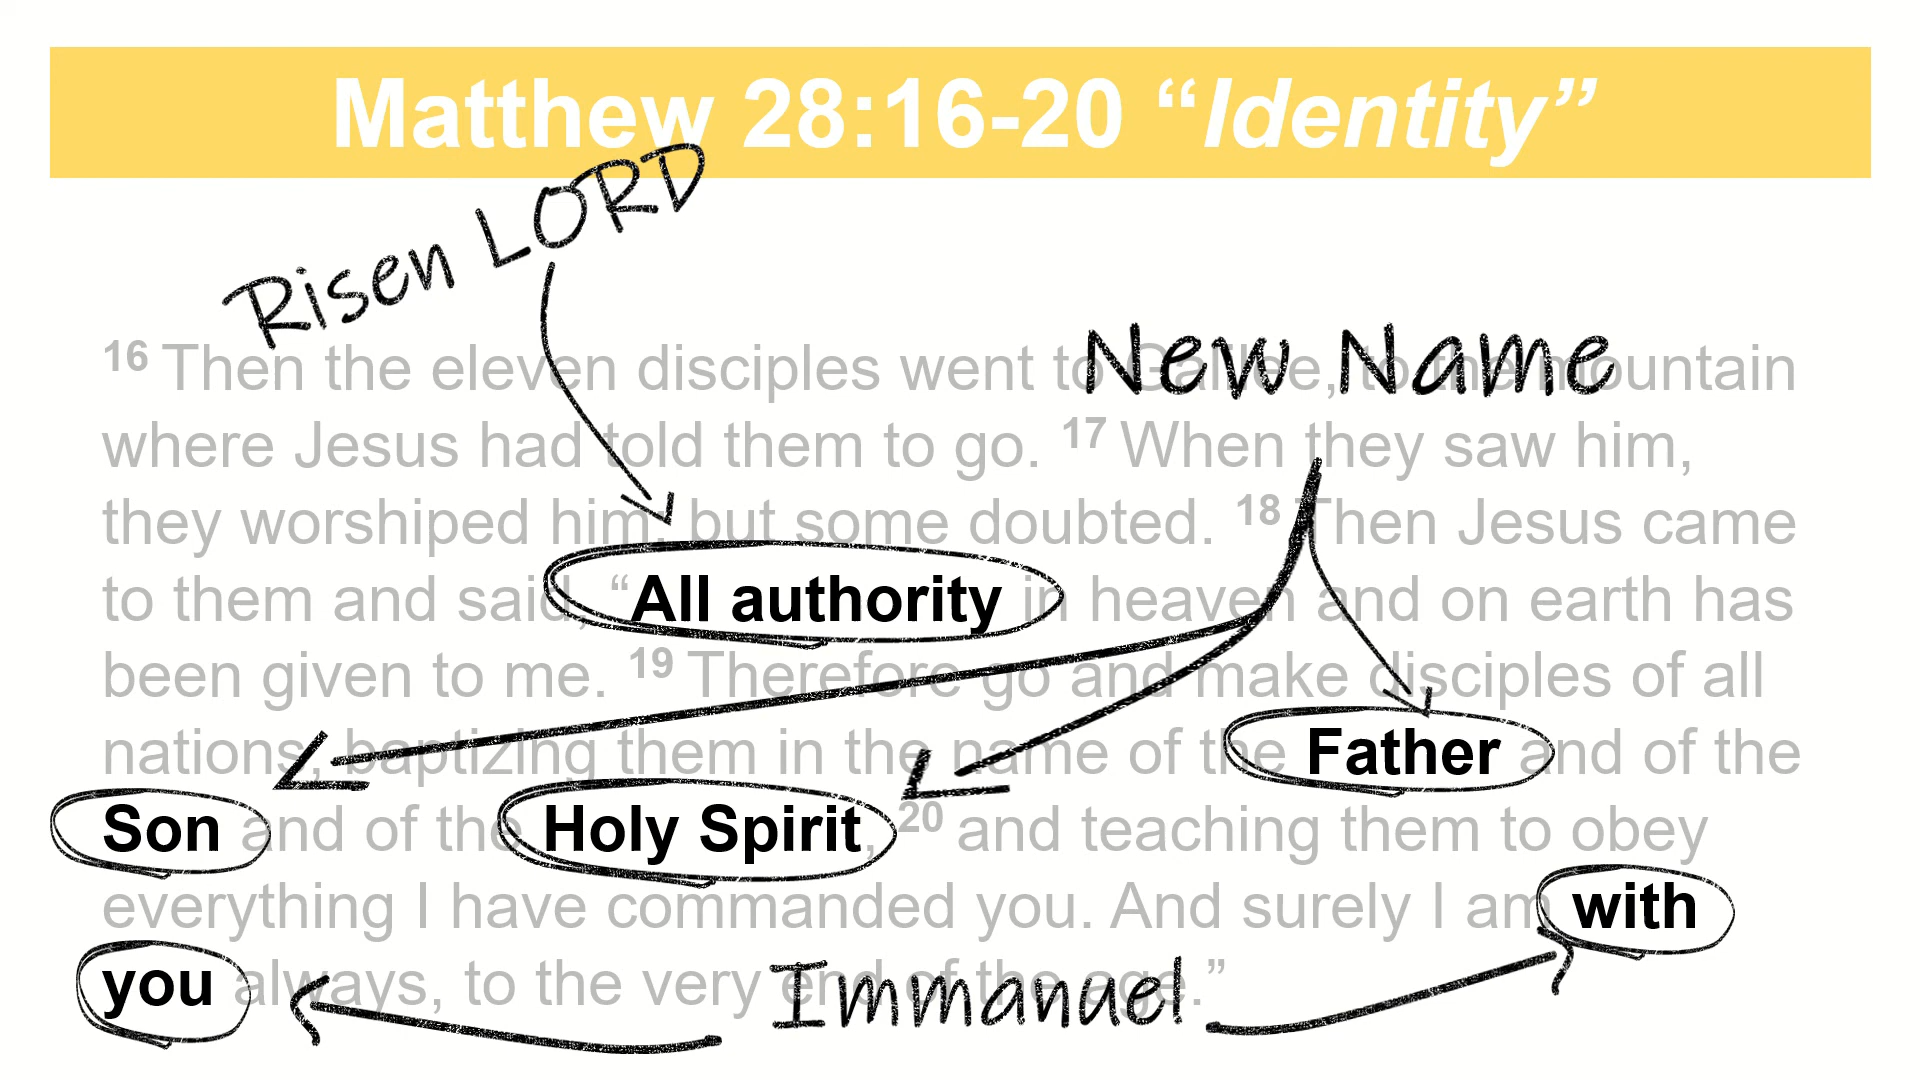 Matthew 28:16-20 “Identity”
Risen LORD
New Name
16 Then the eleven disciples went to Galilee, to the mountain
where Jesus had told them to go. 17 When they saw him,
they worshiped him; but some doubted. 18 Then Jesus came
to them and said, “All authority in heaven and on earth has
been given to me. 19 Therefore go and make disciples of all
nations, baptizing them in the name of the Father and of the
Son and of the Holy Spirit, 20 and teaching them to obey
everything I have commanded you. And surely I am with
you always, to the very end of the age.”
Immanuel